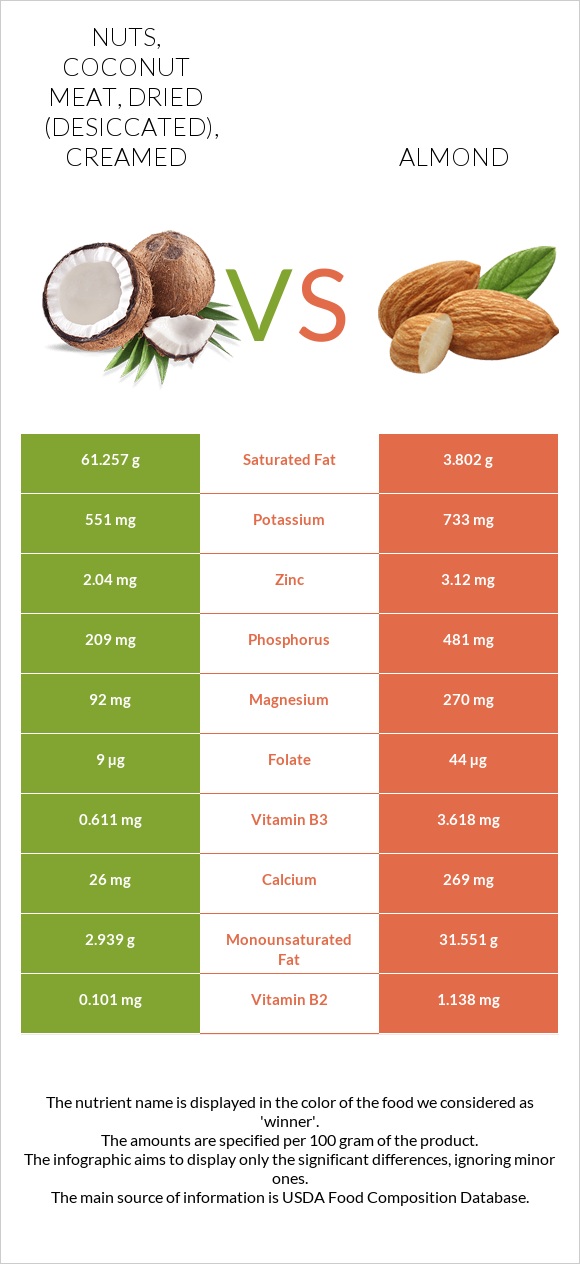 NUTS,
COCONUT
MEAT, DRIED
(DESICCATED),
CREAMED
ALMOND
VS
61.257 g Saturated Fat 3.802 g
551 mg Potassium 733 mg
2.04 mg Zinc 3.12 mg
209 mg Phosphorus 481 mg
92 mg Magnesium 270 mg
9 µg Folate 44 µg
0.611 mg Vitamin B3 3.618 mg
26 mg Calcium 269 mg
2.939 g Monounsaturated 31.551 g
Fat
0.101 mg Vitamin B2 1.138 mg
The nutrient name is displayed in the color of the food we considered as
'winner'.
The amounts are specified per 100 gram of the product.
The infographic aims to display only the significant differences, ignoring minor
ones.
The main source of information is USDA Food Composition Database.